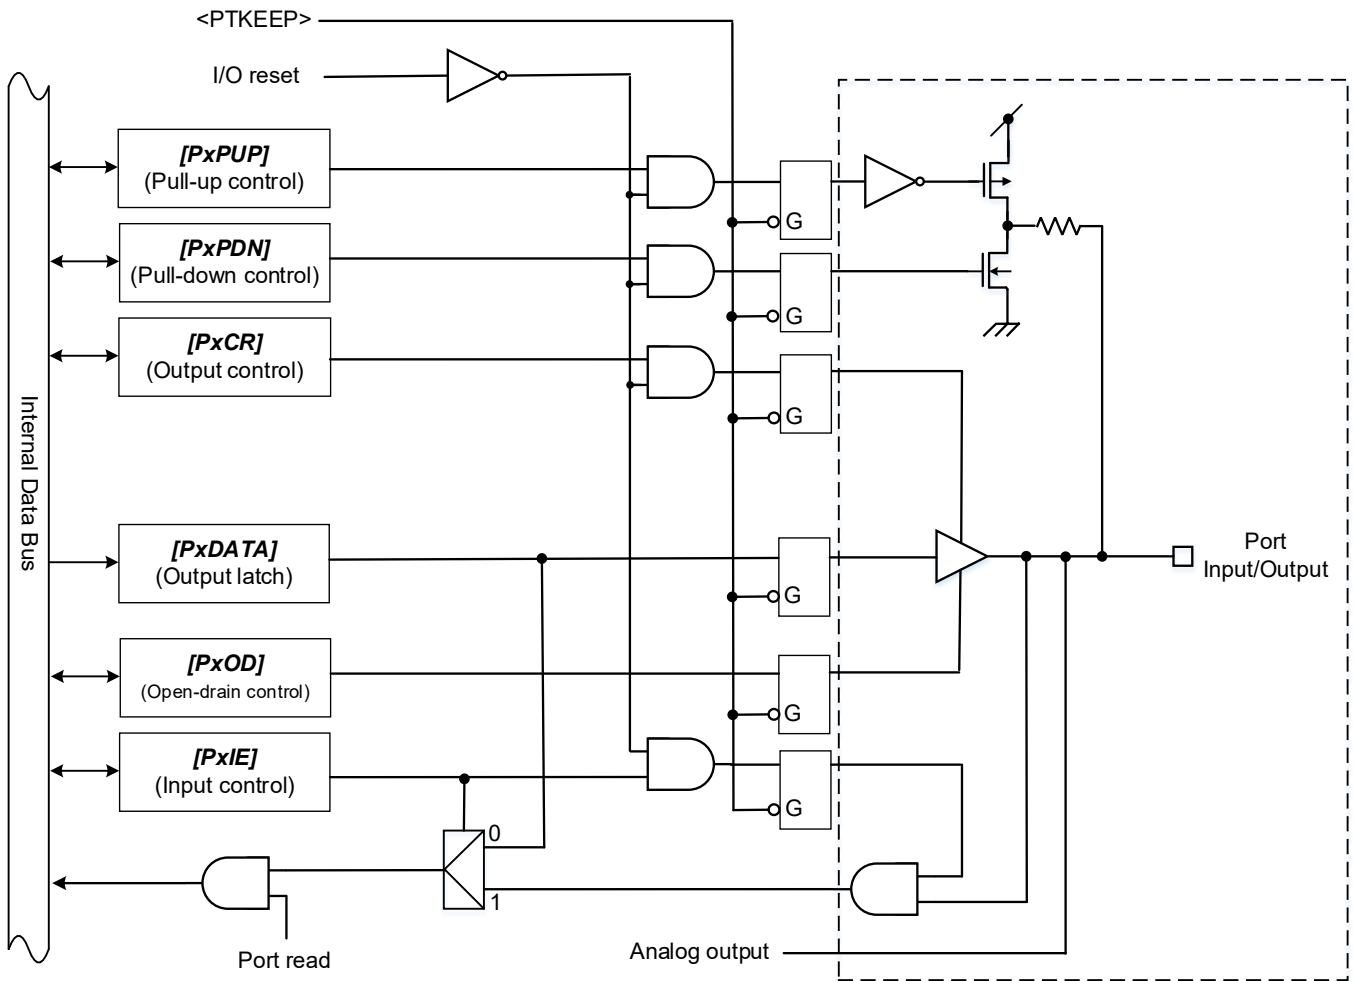 <PTKEEP>
I/O reset
[PxPUP]
(Pull-up control)
G
[PxPDN]
(Pull-down control)
G
[PxCR]
(Output control)
G
Internal Data Bus
[PxDATA]
(Output latch)
G
Port
Input/Output
[PxOD]
(Open-drain control)
G
[PxIE]
(Input control)
G
0
1
Port read
Analog output